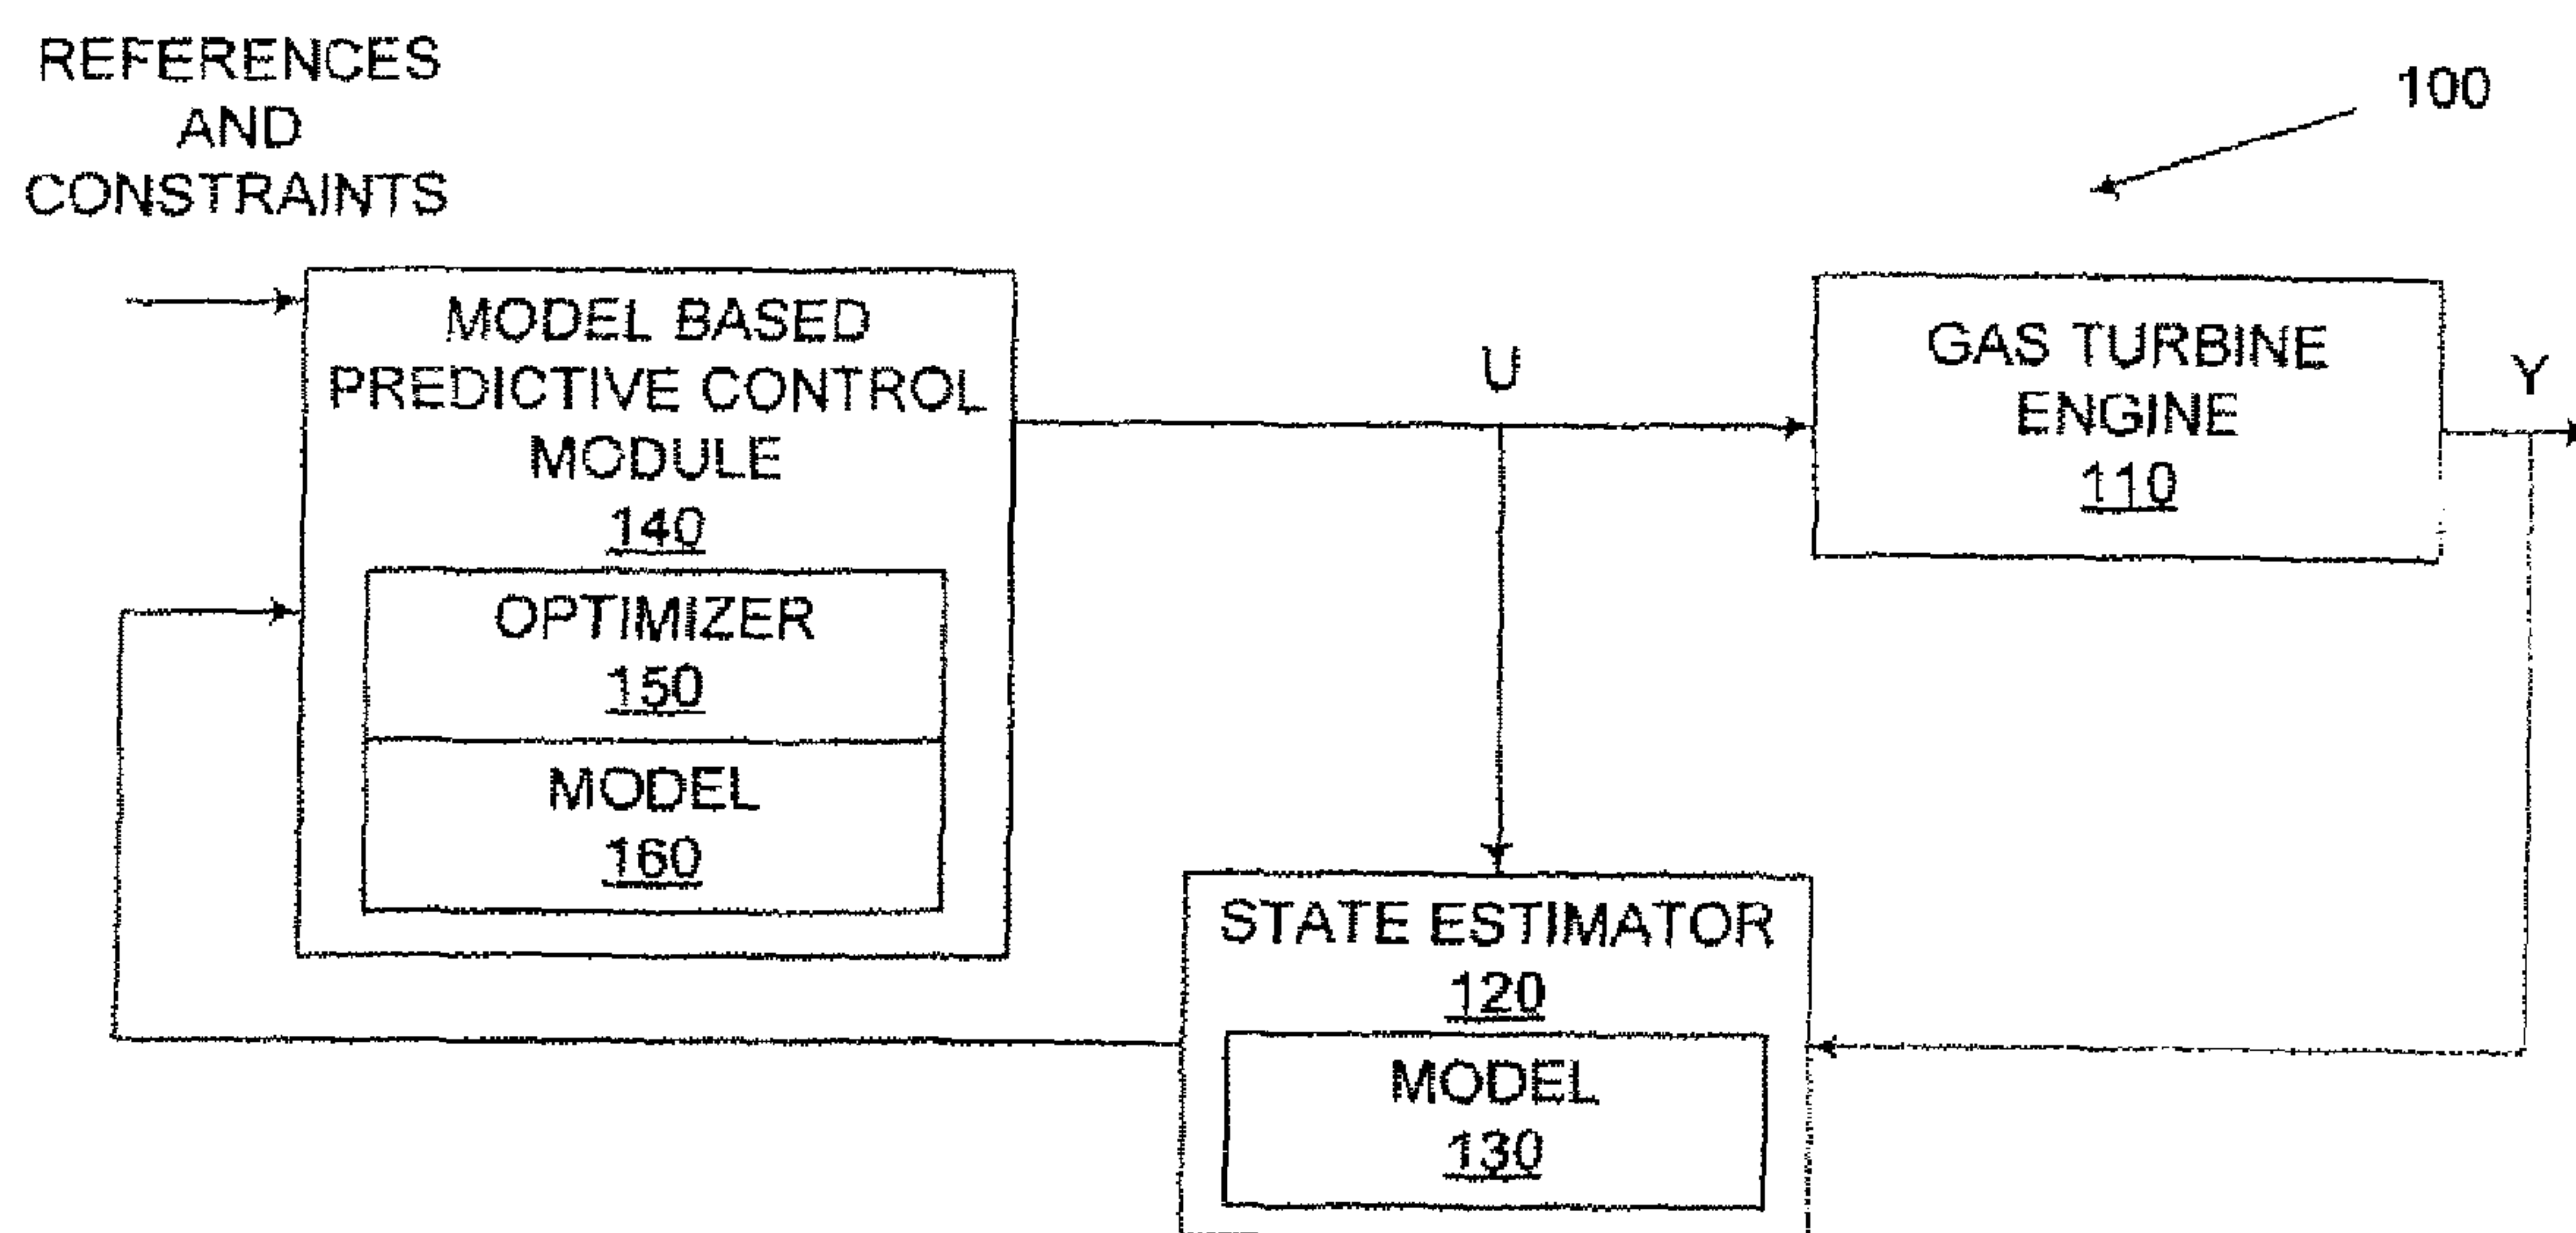 REFERENCES
AND
CONSTRAINTS
100
MODEL BASED
PREDICTIVE CONTROL
MODULE
140
OPTIMIZER
150
MODEL
160
U
GAS TURBINE
ENGINE
110
Y
STATE ESTIMATOR
120
MODEL
130